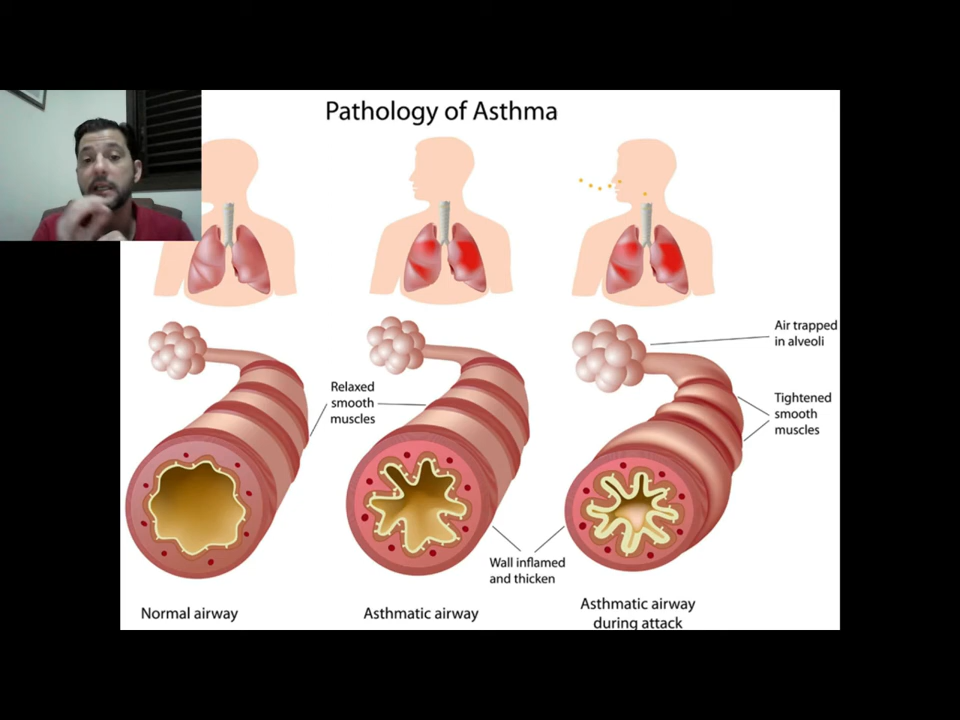 Pathology of Asthma
Air trapped
in alveoli
Relaxed
smooth
muscles
Tightened
smooth
muscles
Wall inflamed
and thicken
Normal airway
Asthmatic airway
Asthmatic airway
during attack